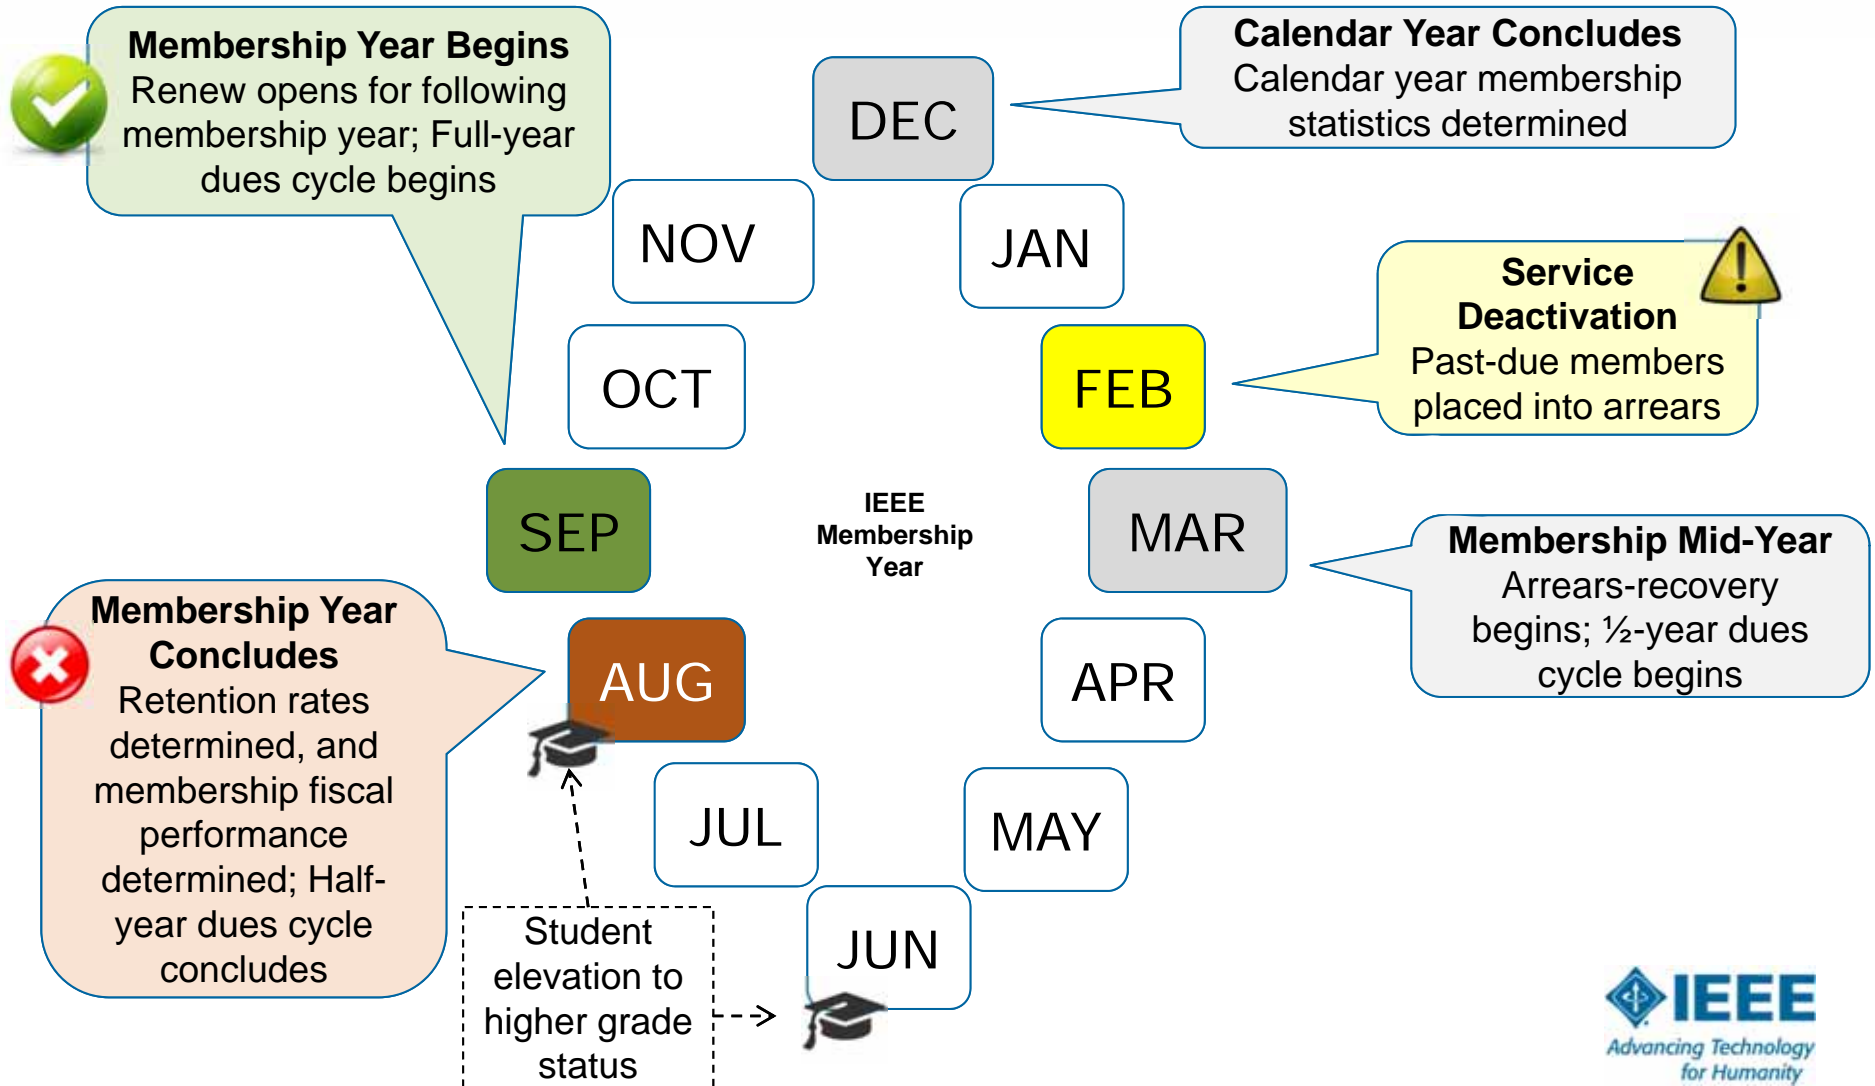 Membership Year Begins
Renew opens for following
membership year; Full-year
dues cycle begins
Calendar Year Concludes
Calendar year membership
statistics determined
DEC
NOV
JAN
Service
Deactivation
Past-due members
placed into arrears
OCT
FEB
SEP
IEEE
Membership
Year
MAR
Membership Mid-Year
Arrears-recovery
begins; ½-year dues
cycle begins
Membership Year
Concludes
Retention rates
determined, and
membership fiscal
performance
determined; Half-
year dues cycle
concludes
AUG
APR
JUL
MAY
Student
elevation to
higher grade
status
JUN
IEEE
Advancing Technology
for Humanity